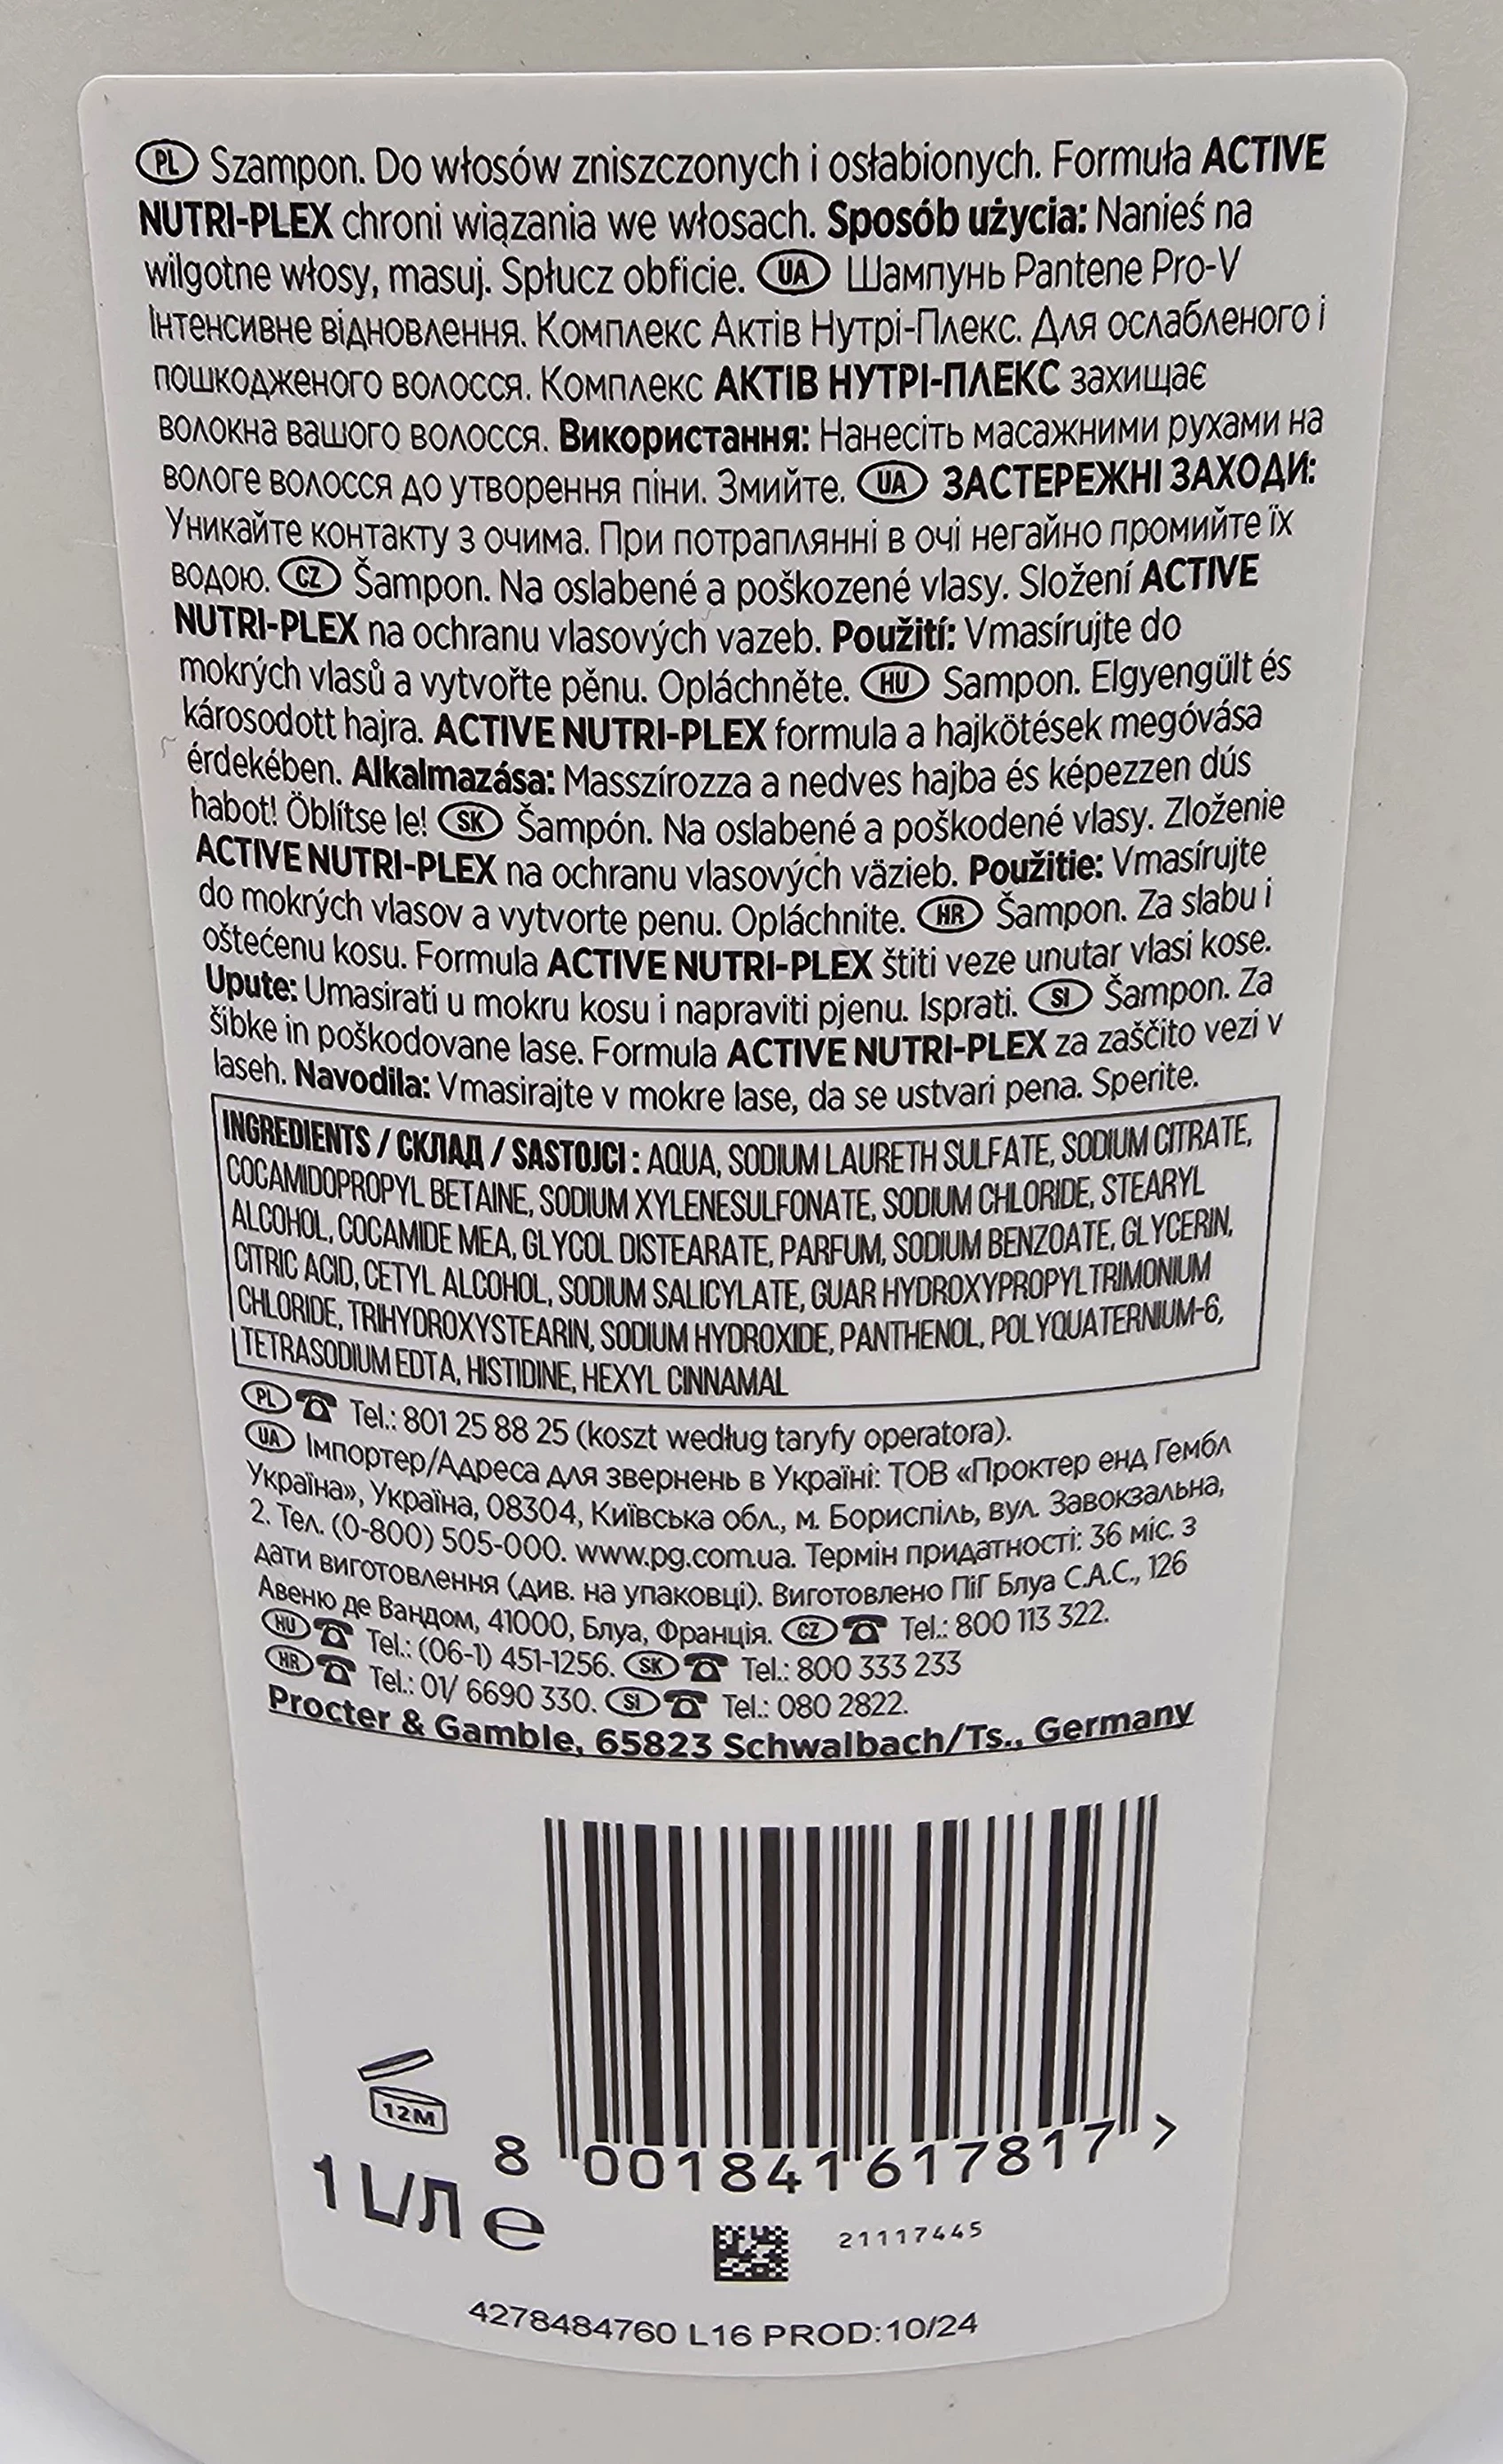 PL Szampon. Do włosów zniszczonych i osłabionych. Formuła ACTIVE
NUTRI-PLEX chroni wiązania we włosach. Sposób użycia: Nanieś na
wilgotne włosy, masuj. Spłucz obficie. UA Шампунь Pantene Pro-V
Інтенсивне відновлення. Комплекс Актів Нутрі-Плекс. Для ослабленого і
пошкодженого волосся. Комплекс АКТІВ НУТРІ-ПЛЕКС захищає
волокна вашого волосся. Використання: Нанесіть масажними рухами на
вологе волосся до утворення піни. Змийте. UA ЗАСТЕРЕЖНІ ЗАХОДИ:
Уникайте контакту з очима. При потраплянні в очі негайно промийте їх
водою. CZ Šampon. Na oslabené a poškozené vlasy. Složení ACTIVE
NUTRI-PLEX na ochranu vlasových vazeb. Použití: Vmasírujte do
mokrých vlasů a vytvořte pěnu. Opláchněte. HU Sampon. Elgyengült és
károsodott hajra. ACTIVE NUTRI-PLEX formula a hajkötések megóvása
érdekében. Alkalmazása: Masszírozza a nedves hajba és képezzen dús
habot! Öblítse le! SK Šampón. Na oslabené a poškodené vlasy. Zloženie
ACTIVE NUTRI-PLEX na ochranu vlasových väzieb. Použitie: Vmasírujte
do mokrých vlasov a vytvorte penu. Opláchnite. HR Šampon. Za slabu i
oštećenu kosu. Formula ACTIVE NUTRI-PLEX štiti veze unutar vlasi kose.
Upute: Umasirati u mokru kosu i napraviti pjenu. Isprati. SI Šampon. Za
šibke in poškodovane lase. Formula ACTIVE NUTRI-PLEX za zaščito vezi v
laseh. Navodila: Vmasirajte v mokre lase, da se ustvari pena. Sperite.
INGREDIENTS / СКЛАД / SASTOJCI : AQUA, SODIUM LAURETH SULFATE, SODIUM CITRATE,
COCAMIDOPROPYL BETAINE, SODIUM XYLENESULFONATE, SODIUM CHLORIDE, STEARYL
ALCOHOL, COCAMIDE MEA, GLYCOL DISTEARATE, PARFUM, SODIUM BENZOATE, GLYCERIN,
CITRIC ACID, CETYL ALCOHOL, SODIUM SALICYLATE, GUAR HYDROXYPROPYLTRIMONIUM
CHLORIDE, TRIHYDROXYSTEARIN, SODIUM HYDROXIDE, PANTHENOL, POLYQUATERNIUM-6,
TETRASODIUM EDTA, HISTIDINE, HEXYL CINNAMAL
PL Tel.: 801 25 88 25 (koszt według taryfy operatora).
UA Імпортер/Адреса для звернень в Україні: ТОВ «Проктер енд Гембл
Україна», Україна, 08304, Київська обл., м. Бориспіль, вул. Завокзальна,
2. Тел. (0-800) 505-000. www.pg.com.ua. Термін придатності: 36 міс. з
дати виготовлення (див. на упаковці). Виготовлено ПіГ Блуа С.А.С., 126
Авеню де Вандом, 41000, Блуа, Франція. CZ Tel.: 800 113 322.
HU Tel.: (06-1) 451-1256. SK Tel.: 800 333 233
HR Tel.: 01/ 6690 330. SI Tel.: 080 2822.
Procter & Gamble, 65823 Schwalbach/Ts., Germany
12M
8 001841 617817 >
1 L/Л e
21117445
4278484760 L16 PROD:10/24